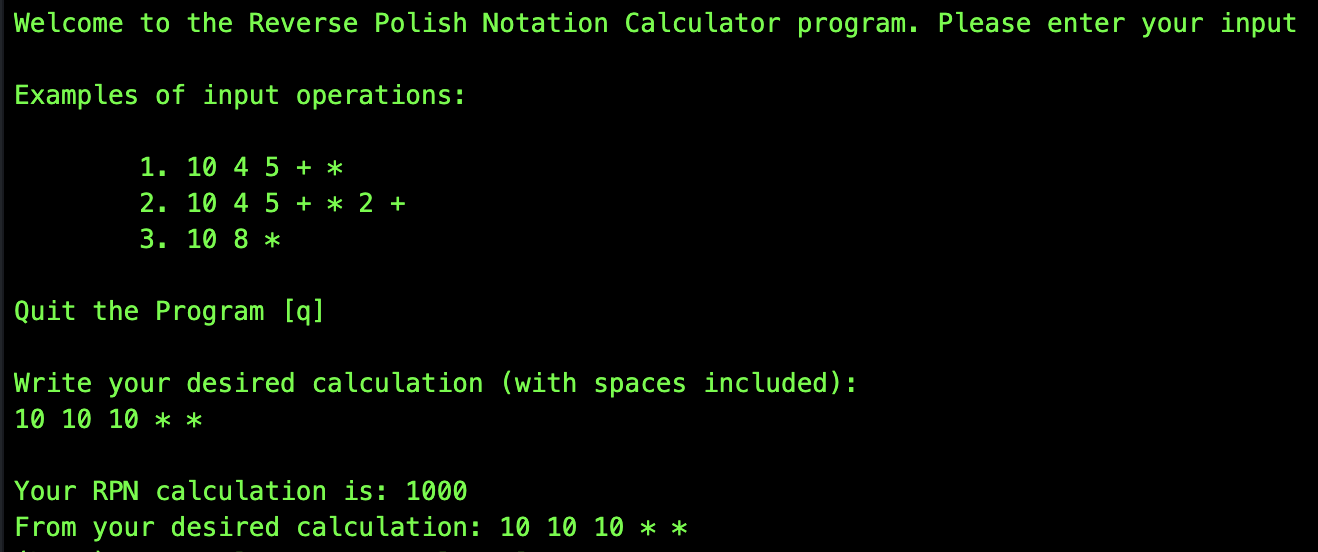 Welcome to the Reverse Polish Notation Calculator program. Please enter your input
Examples of input operations:
1. 10 4 5 + *
2. 10 4 5 + * 2 +
3. 10 8 *
Quit the Program [q]
Write your desired calculation (with spaces included):
10 10 10 * *
Your RPN calculation is: 1000
From your desired calculation: 10 10 10 * *